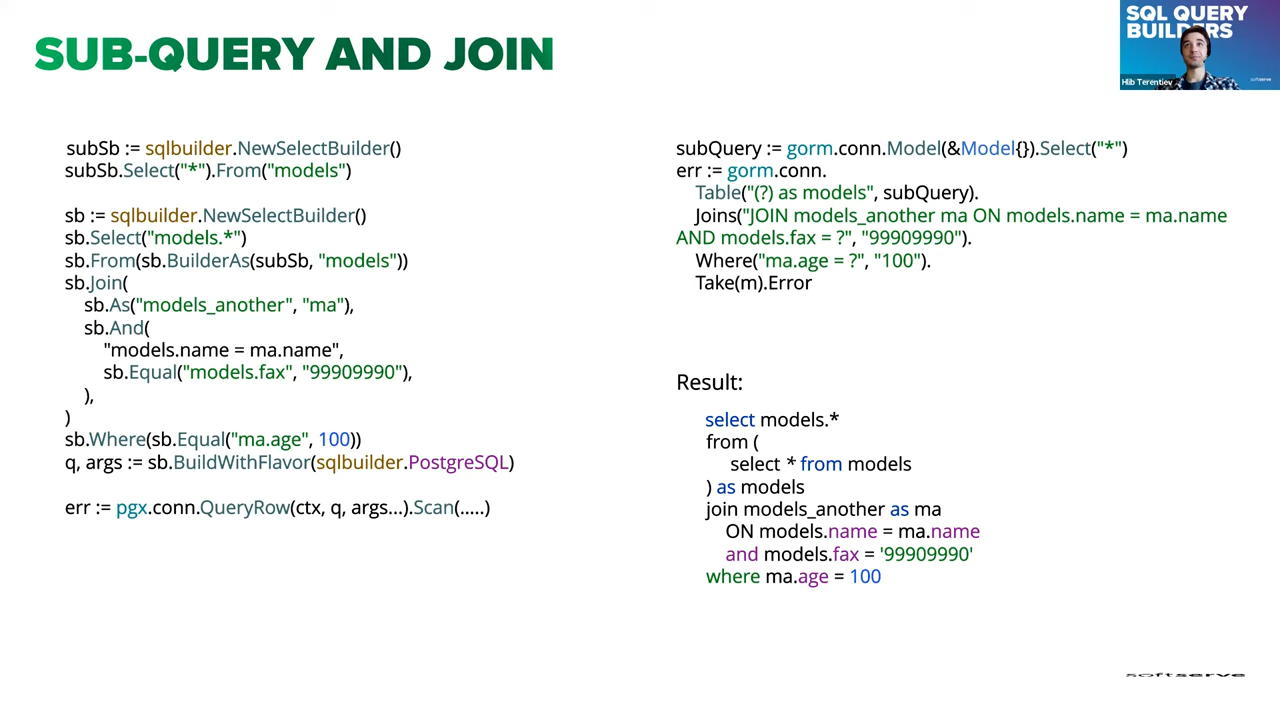 SUB-QUERY AND JOIN
SQL QUERY
BUILDERS
Hlib Terentiev
softserve
subSb := sqlbuilder.NewSelectBuilder()
subSb.Select("*").From("models")
sb := sqlbuilder.NewSelectBuilder()
sb.Select("models.*")
sb.From(sb.BuilderAs(subSb, "models"))
sb.Join(
sb.As("models_another", "ma"),
sb.And(
"models.name = ma.name",
sb.Equal("models.fax", "99909990"),
),
)
sb.Where(sb.Equal("ma.age", 100))
q, args := sb.BuildWithFlavor(sqlbuilder.PostgreSQL)
err := pgx.conn.QueryRow(ctx, q, args...).Scan(.....)
subQuery := gorm.conn.Model(&Model{}).Select("*")
err := gorm.conn.
Table("(?) as models", subQuery).
Joins("JOIN models_another ma ON models.name = ma.name
AND models.fax = ?", "99909990").
Where("ma.age = ?", "100").
Take(m).Error
Result:
select models.*
from (
select * from models
) as models
join models_another as ma
ON models.name = ma.name
and models.fax = '99909990'
where ma.age = 100
softserve